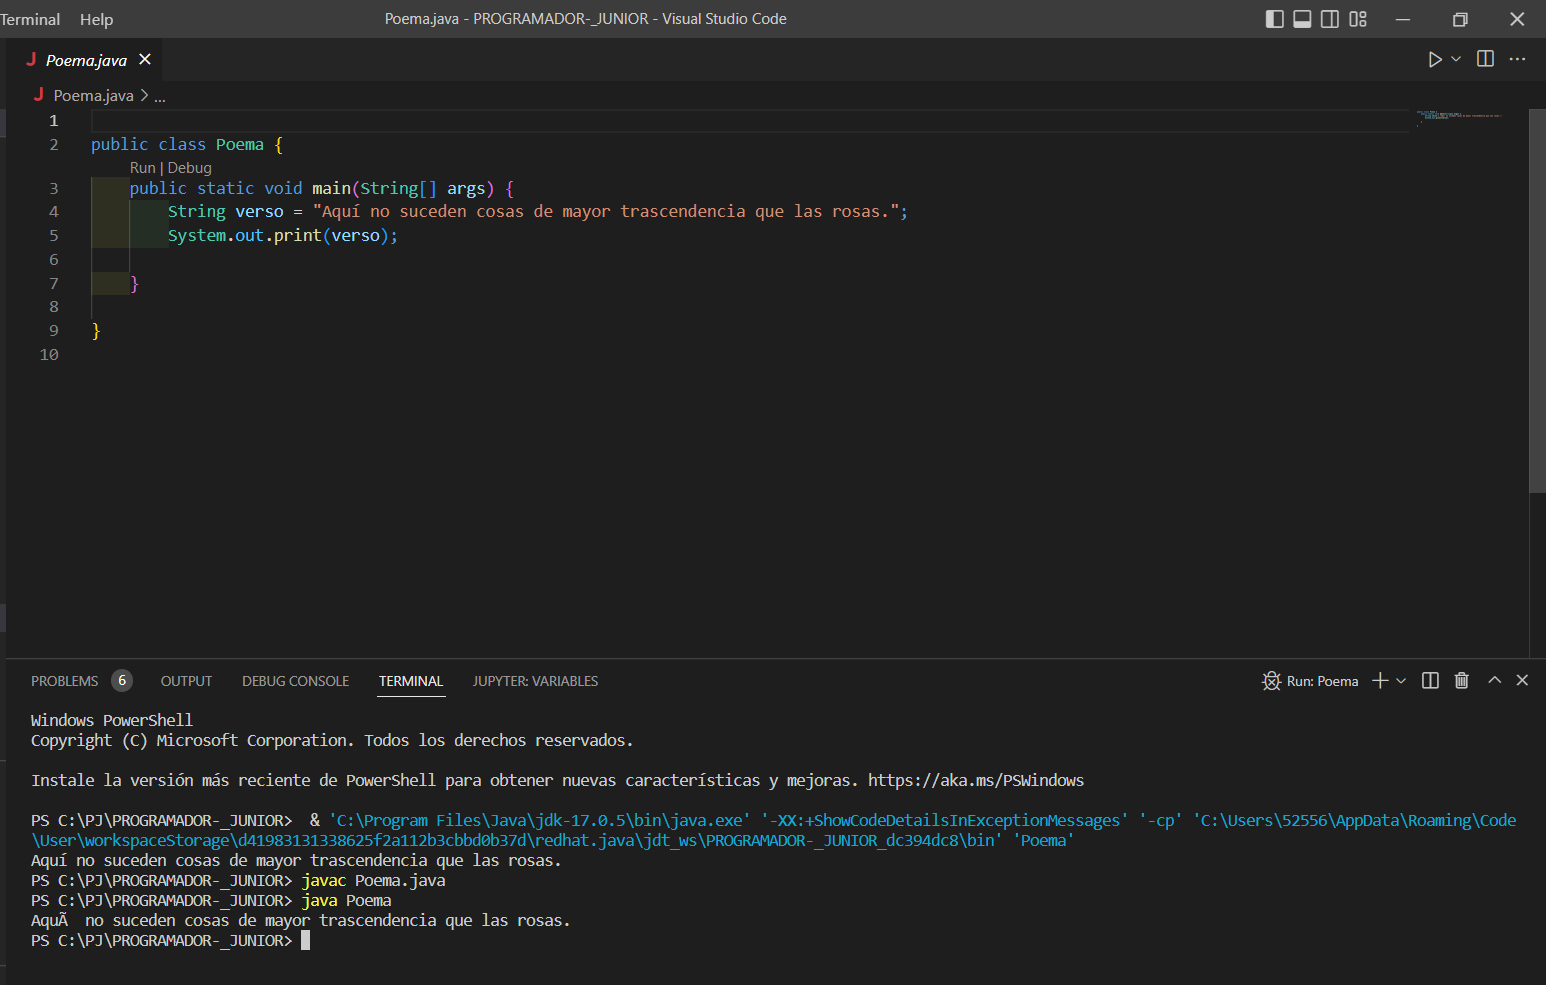 Terminal Help Poema.java - PROGRAMADOR-_JUNIOR - Visual Studio Code
J Poema.java
J Poema.java > ...
1
2 public class Poema {
Run | Debug
3 public static void main(String[] args) {
4 String verso = "Aquí no suceden cosas de mayor trascendencia que las rosas.";
5 System.out.print(verso);
6
7 }
8
9 }
10
PROBLEMS 6 OUTPUT DEBUG CONSOLE TERMINAL JUPYTER: VARIABLES Run: Poema
Windows PowerShell
Copyright (C) Microsoft Corporation. Todos los derechos reservados.
Instale la versión más reciente de PowerShell para obtener nuevas características y mejoras. https://aka.ms/PSWindows
PS C:\PJ\PROGRAMADOR-_JUNIOR>  & 'C:\Program Files\Java\jdk-17.0.5\bin\java.exe' '-XX:+ShowCodeDetailsInExceptionMessages' '-cp' 'C:\Users\52556\AppData\Roaming\Code
\User\workspaceStorage\d41983131338625f2a112b3cbbd0b37d\redhat.java\jdt_ws\PROGRAMADOR-_JUNIOR_dc394dc8\bin' 'Poema'
Aquí no suceden cosas de mayor trascendencia que las rosas.
PS C:\PJ\PROGRAMADOR-_JUNIOR> javac Poema.java
PS C:\PJ\PROGRAMADOR-_JUNIOR> java Poema
AquÃ  no suceden cosas de mayor trascendencia que las rosas.
PS C:\PJ\PROGRAMADOR-_JUNIOR>